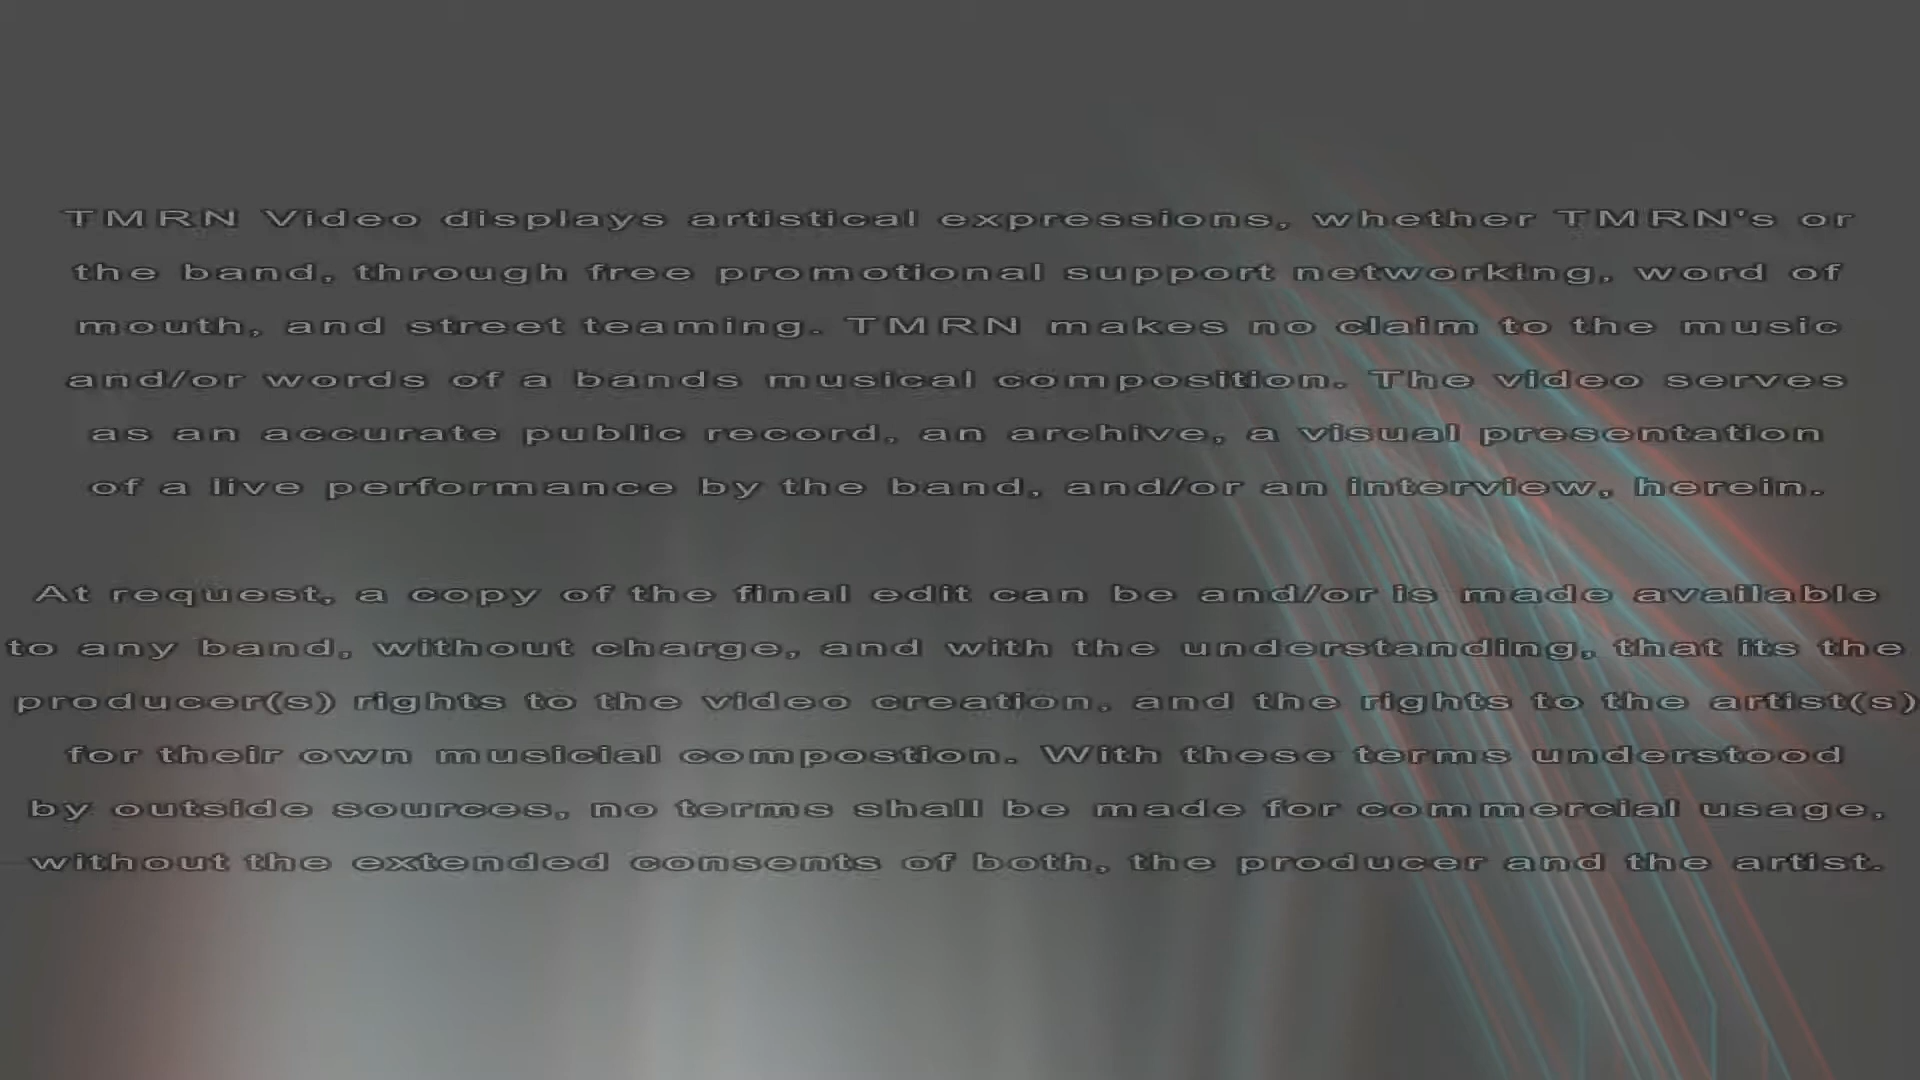 TMRN Video displays artistical expressions, whether TMRN's or
the band, through free promotional support networking, word of
mouth, and street teaming. TMRN makes no claim to the music
and/or words of a bands musical composition. The video serves
as an accurate public record, an archive, a visual presentation
of a live performance by the band, and/or an interview, herein.
At request, a copy of the final edit can be and/or is made available
to any band, without charge, and with the understanding, that its the
producer(s) rights to the video creation, and the rights to the artist(s)
for their own musicial compostion. With these terms understood
by outside sources, no terms shall be made for commercial usage,
without the extended consents of both, the producer and the artist.